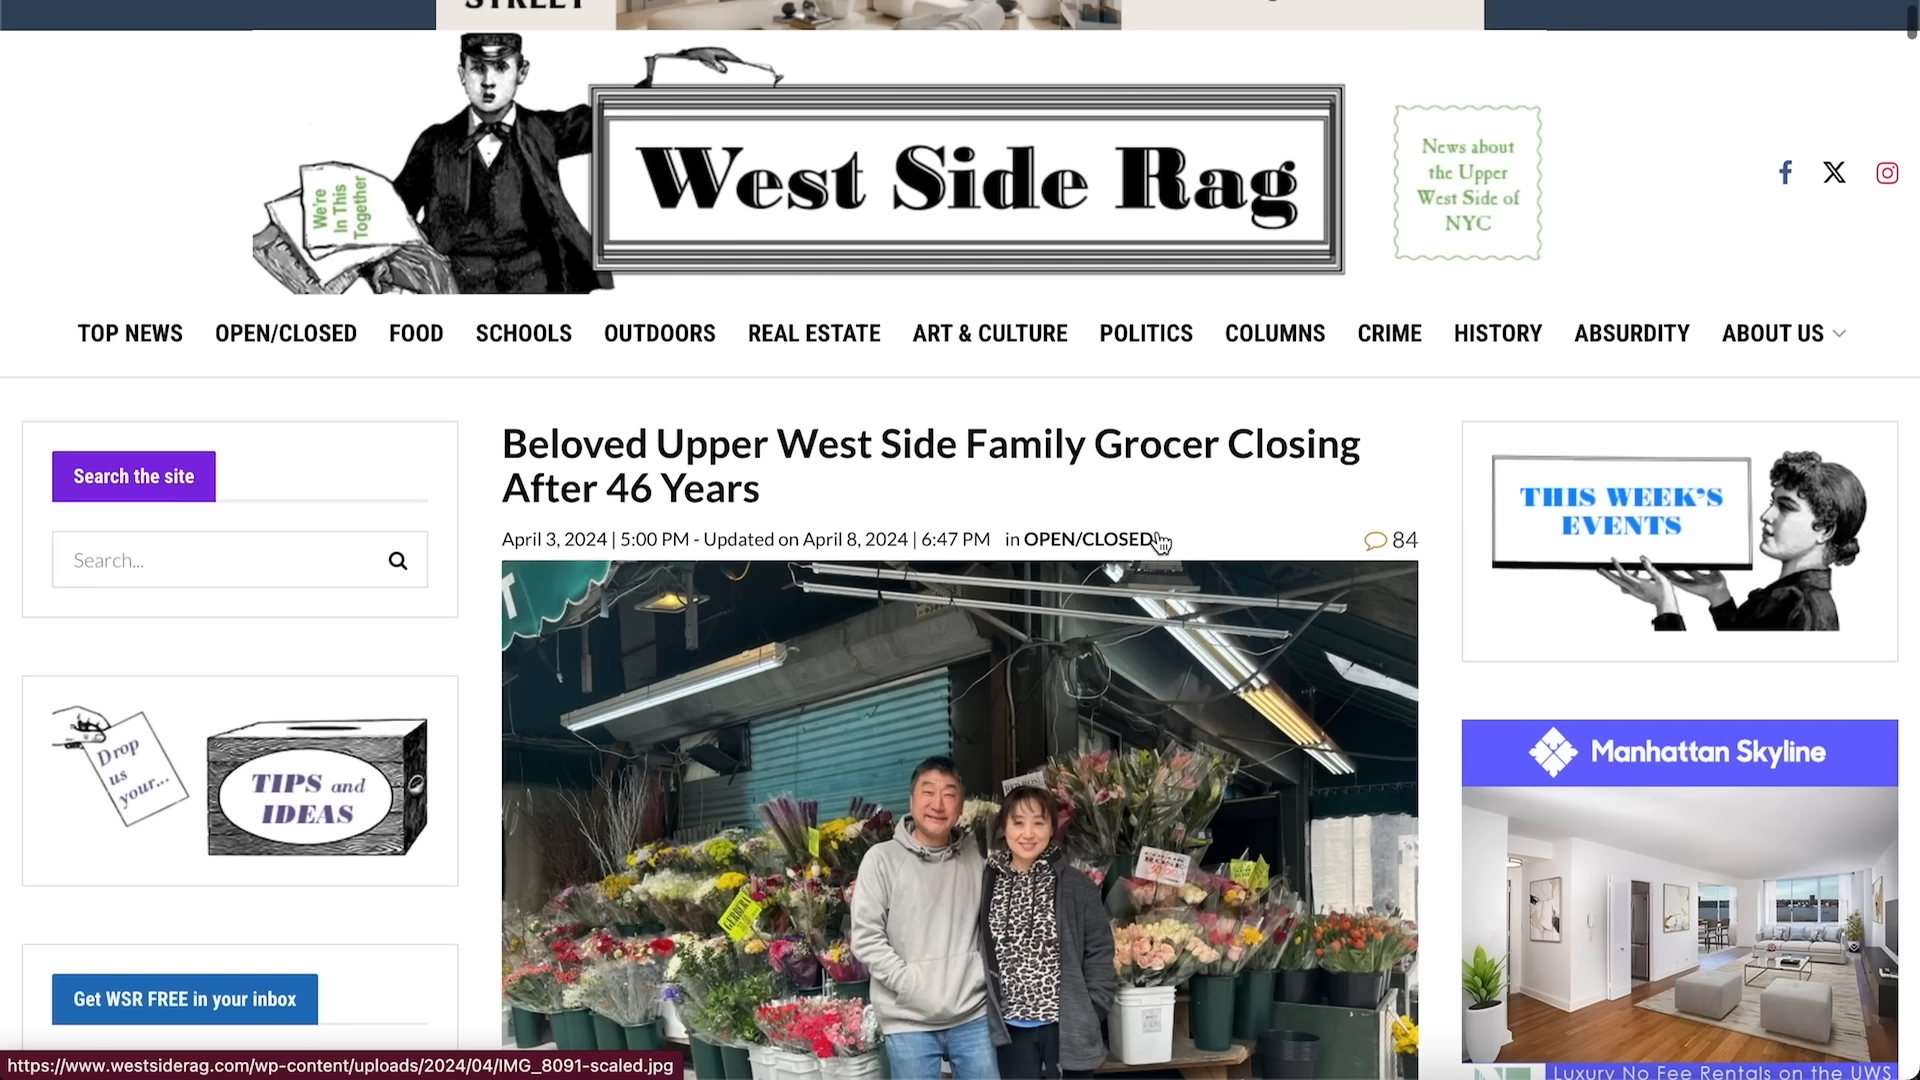 STREET
We're
In This
Together
West Side Rag
News about
the Upper
West Side of
NYC
TOP NEWS OPEN/CLOSED FOOD SCHOOLS OUTDOORS REAL ESTATE ART & CULTURE POLITICS COLUMNS CRIME HISTORY ABSURDITY ABOUT US
Search the site
Search...
Drop
us
your...
TIPS and
IDEAS
Get WSR FREE in your inbox
Beloved Upper West Side Family Grocer Closing
After 46 Years
April 3, 2024 | 5:00 PM - Updated on April 8, 2024 | 6:47 PM in OPEN/CLOSED
84
T
GERBERA
THIS WEEK'S
EVENTS
Manhattan Skyline
Luxury No Fee Rentals on the UWS
https://www.westsiderag.com/wp-content/uploads/2024/04/IMG_8091-scaled.jpg